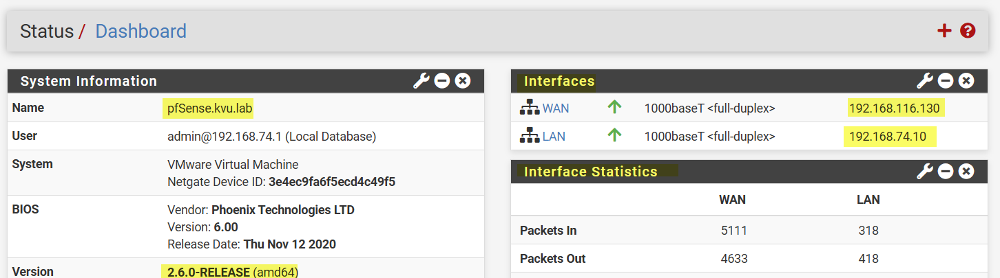 Status / Dashboard
System Information
Name pfSense.kvu.lab
User admin@192.168.74.1 (Local Database)
System VMware Virtual Machine
Netgate Device ID: 3e4ec9fa6f5ecd4c49f5
BIOS Vendor: Phoenix Technologies LTD
Version: 6.00
Release Date: Thu Nov 12 2020
Version 2.6.0-RELEASE (amd64)
Interfaces
WAN 1000baseT <full-duplex> 192.168.116.130
LAN 1000baseT <full-duplex> 192.168.74.10
Interface Statistics
WAN LAN
Packets In 5111 318
Packets Out 4633 418